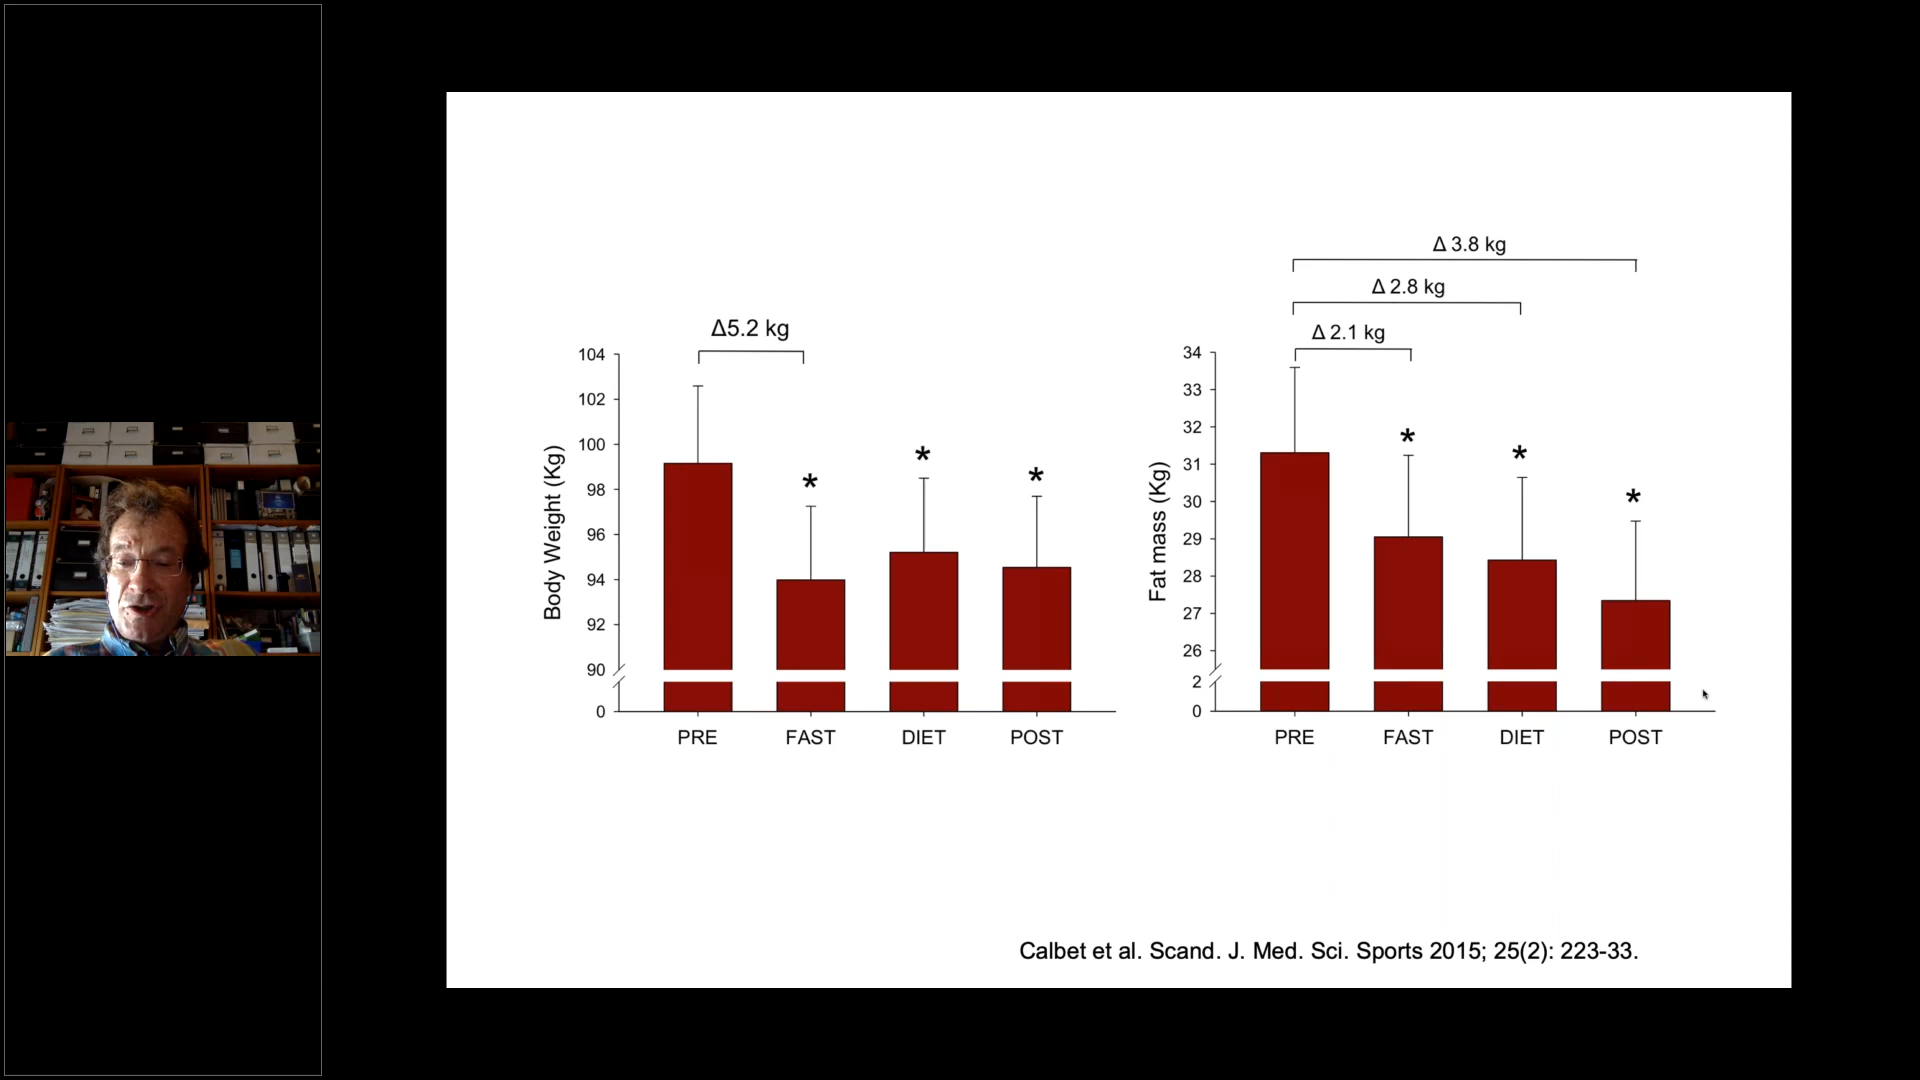 Δ5.2 kg
104
102
100
98
96
94
92
90
0
Body Weight (Kg)
*
*
*
PRE
FAST
DIET
POST
Δ 3.8 kg
Δ 2.8 kg
Δ 2.1 kg
34
33
32
31
30
29
28
27
26
2
0
Fat mass (Kg)
*
*
*
PRE
FAST
DIET
POST
Calbet et al. Scand. J. Med. Sci. Sports 2015; 25(2): 223-33.